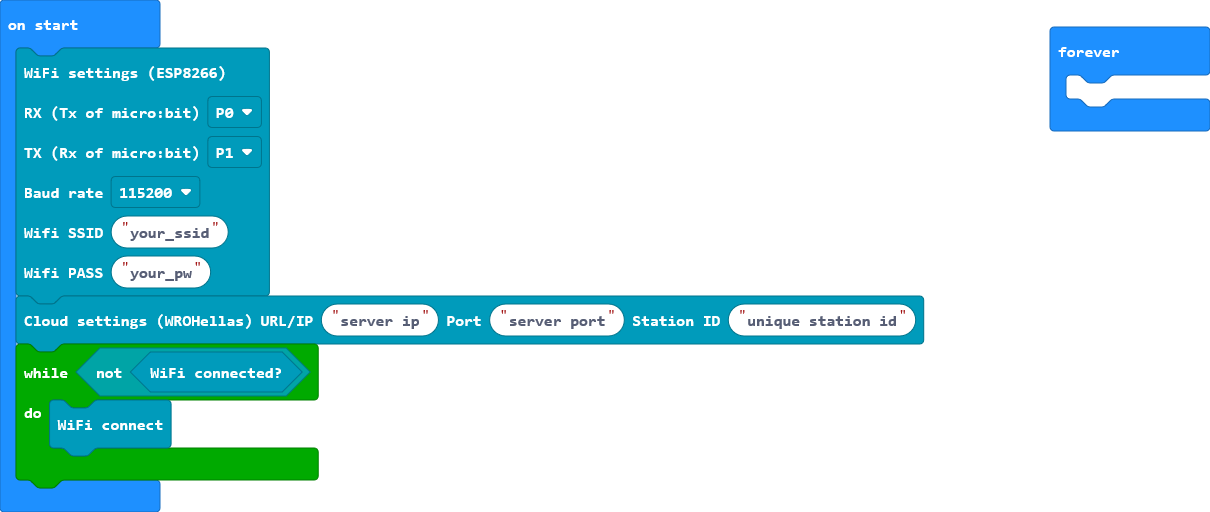 on start
WiFi settings (ESP8266)
RX (Tx of micro:bit) P0
TX (Rx of micro:bit) P1
Baud rate 115200
Wifi SSID "your_ssid"
Wifi PASS "your_pw"
Cloud settings (WROHellas) URL/IP "server ip" Port "server port" Station ID "unique station id"
while not WiFi connected?
do
WiFi connect
forever